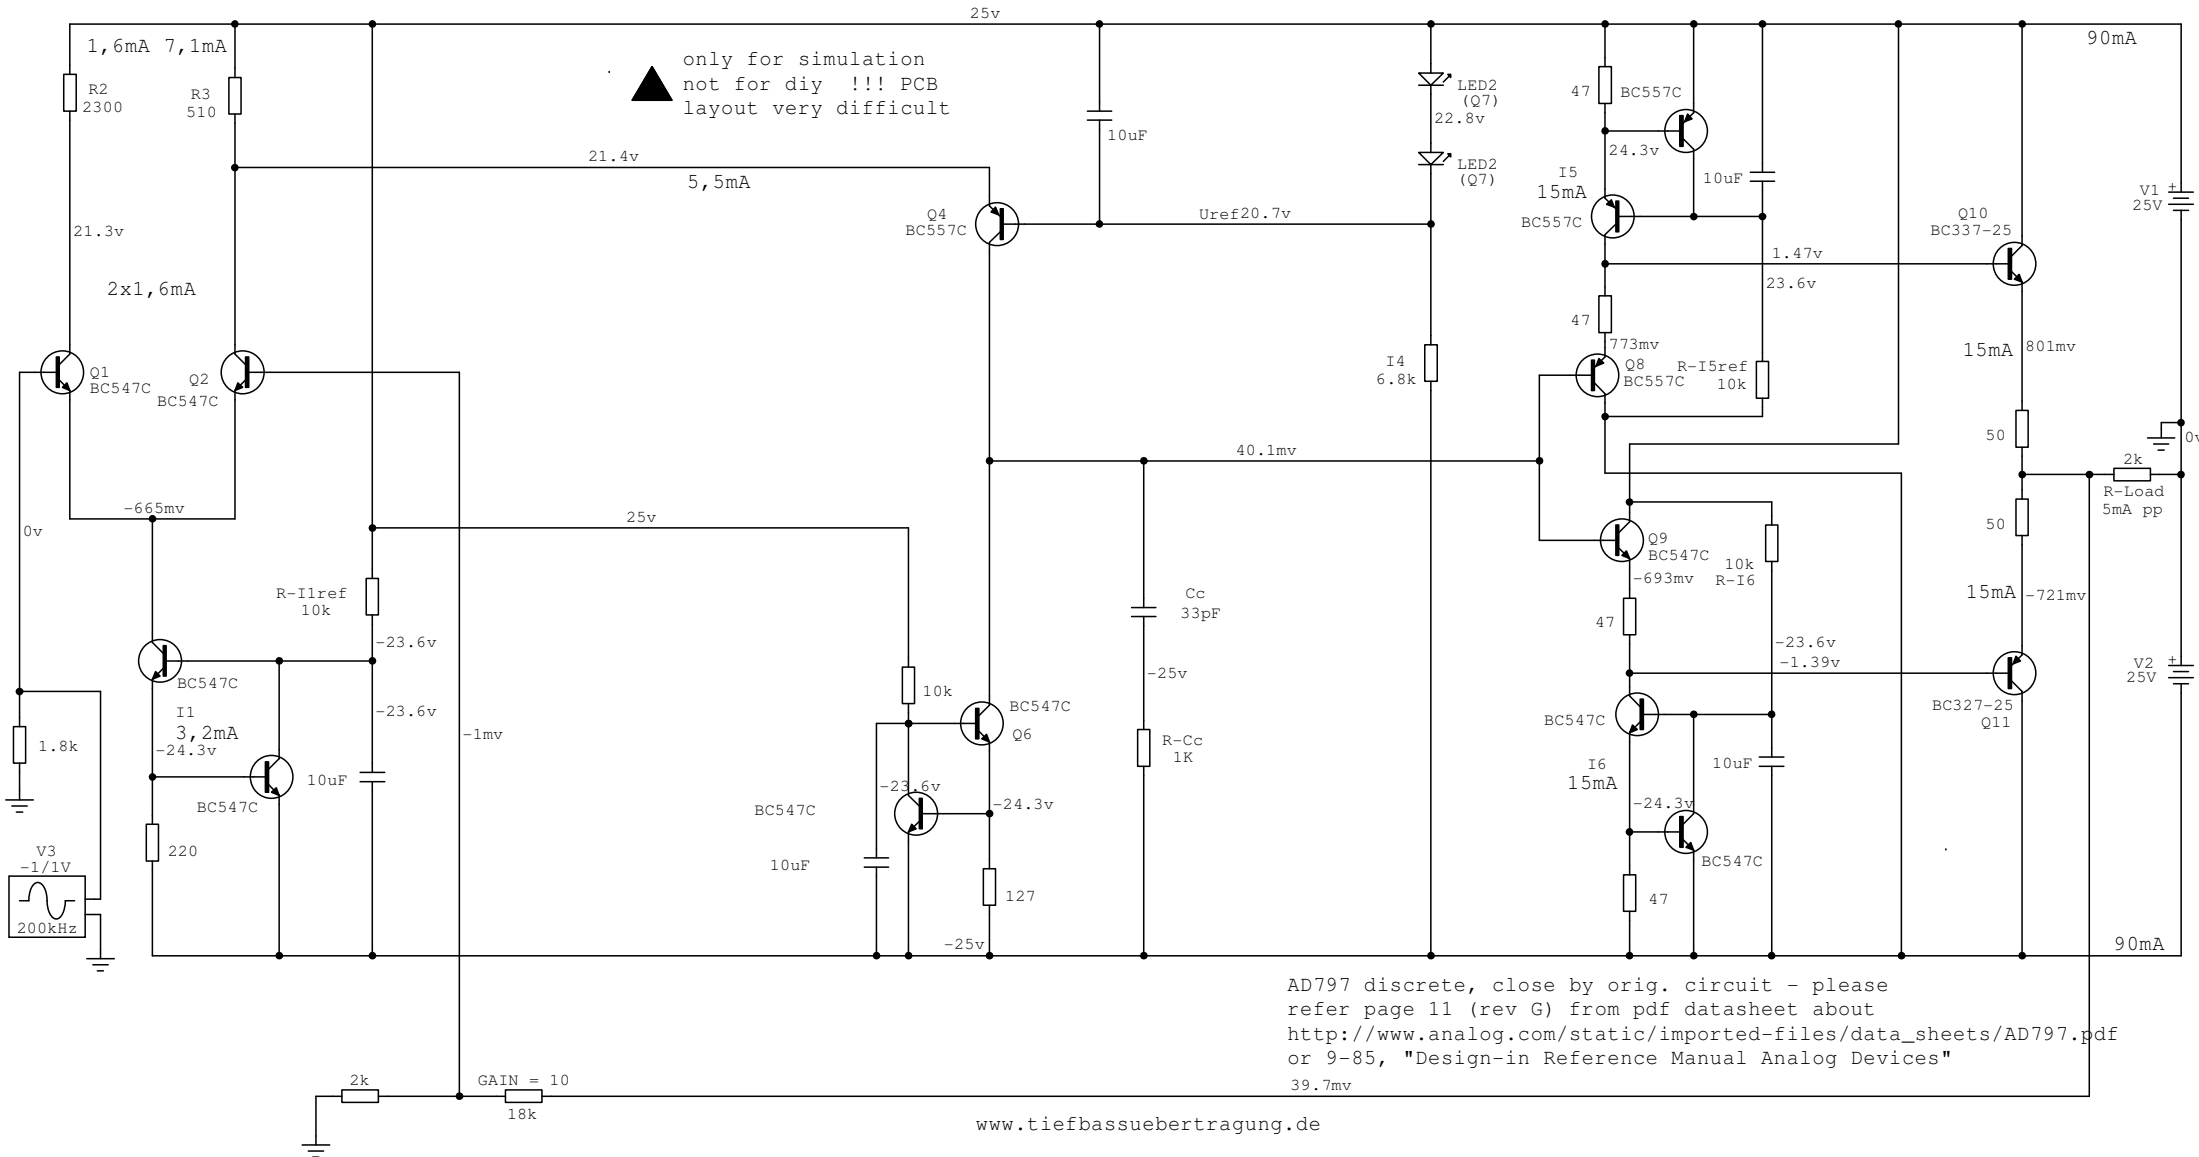 25v
90mA
1,6mA 7,1mA
R2
2300
R3
510
only for simulation
not for diy !!! PCB
layout very difficult
10uF
LED2
(Q7)
22.8v
LED2
(Q7)
47
BC557C
24.3v
I5
15mA
BC557C
10uF
V1
25V
+
21.4v
5,5mA
Q4
BC557C
Uref20.7v
Q10
BC337-25
21.3v
2x1,6mA
1.47v
23.6v
47
773mv
Q8
BC557C
R-I5ref
10k
15mA
801mv
Q1
BC547C
Q2
BC547C
I4
6.8k
50
0v
40.1mv
2k
R-Load
5mA pp
-665mv
0v
25v
50
Q9
BC547C
-693mv
10k
R-I6
R-I1ref
10k
Cc
33pF
47
15mA
-721mv
-23.6v
-23.6v
-1.39v
BC547C
-25v
V2
25V
+
10k
BC547C
Q6
BC547C
BC327-25
Q11
I1
3,2mA
-23.6v
-24.3v
-1mv
1.8k
R-Cc
1K
I6
15mA
10uF
10uF
BC547C
-23.6v
-24.3v
BC547C
-24.3v
BC547C
220
10uF
127
47
V3
-1/1V
200kHz
-25v
90mA
AD797 discrete, close by orig. circuit - please
refer page 11 (rev G) from pdf datasheet about
http://www.analog.com/static/imported-files/data_sheets/AD797.pdf
or 9-85, "Design-in Reference Manual Analog Devices"
2k
GAIN = 10
18k
39.7mv
www.tiefbassuebertragung.de